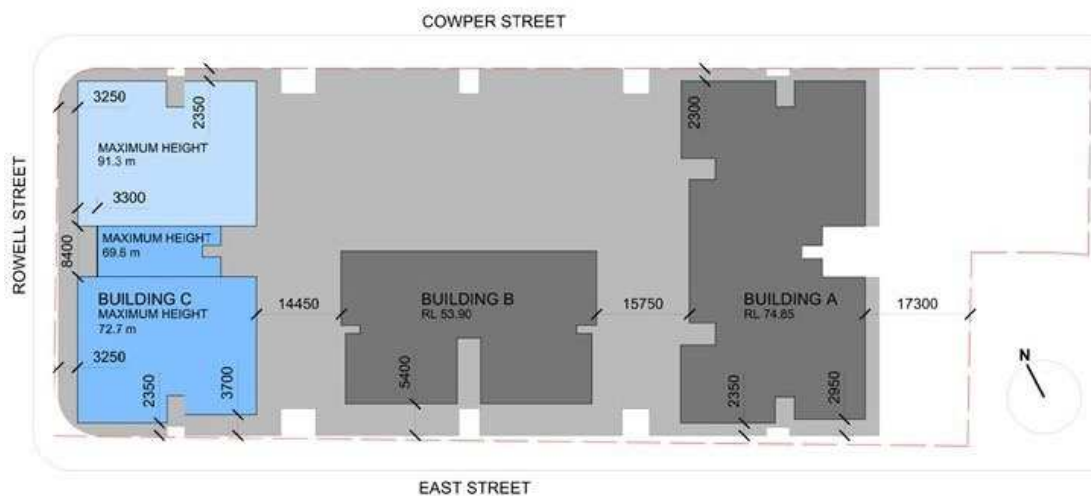 COWPER STREET
3250
2350
2300
MAXIMUM HEIGHT
91.3 m
3300
ROWELL STREET
8400
MAXIMUM HEIGHT
69.6 m
BUILDING C
MAXIMUM HEIGHT
72.7 m
14450
BUILDING B
RL 53.90
15750
BUILDING A
RL 74.85
17300
3250
2350
3700
5400
2350
2950
N
EAST STREET